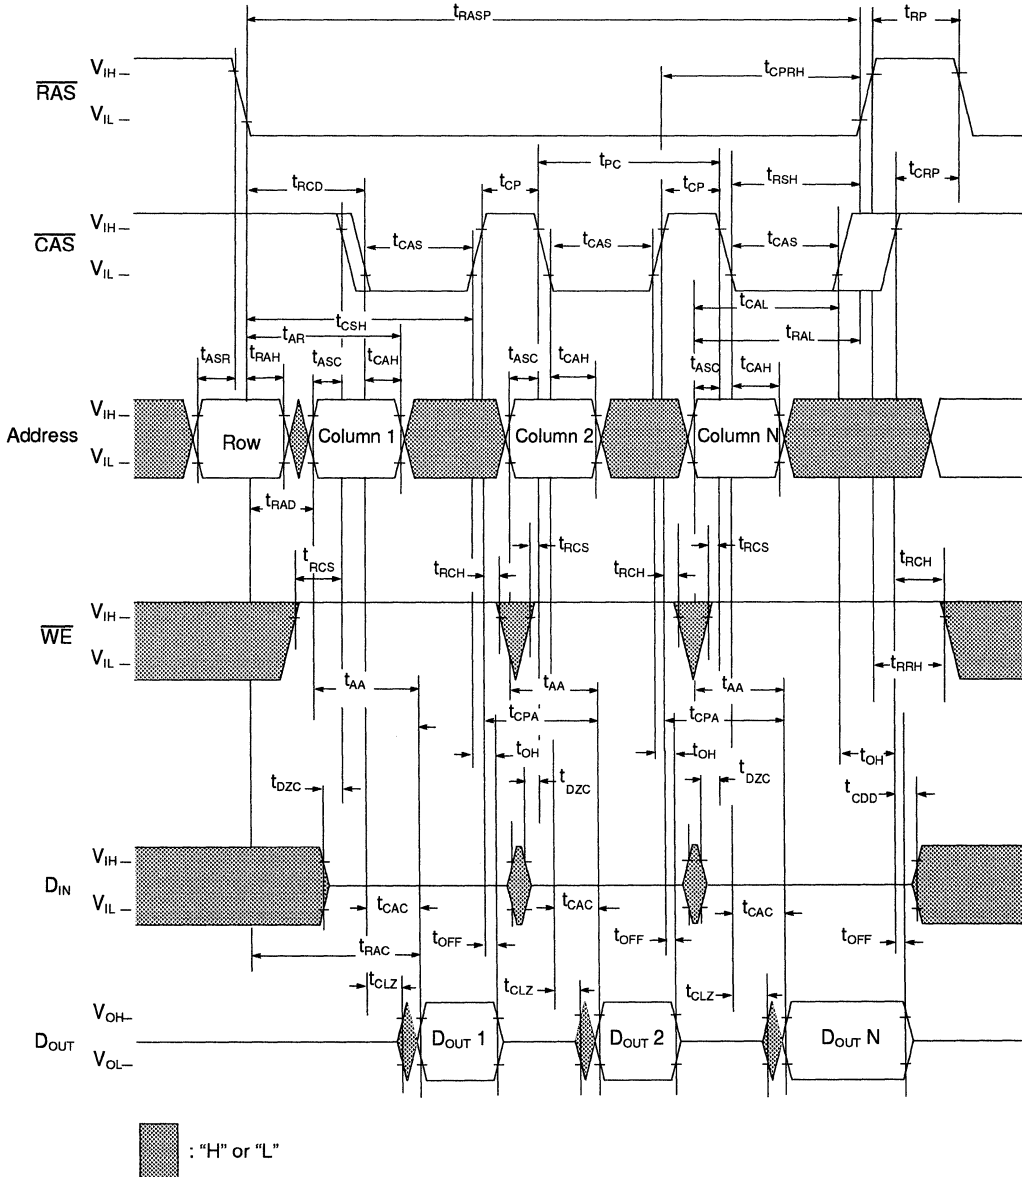 tRASP
tRP
VIH
RAS
VIL
tCPRH
tPC
tRCD
tCP
tCP
tRSH
tCRP
VIH
CAS
VIL
tCAS
tCAS
tCAS
tCAL
tCSH
tAR
tRAL
tASR
tRAH
tASC
tCAH
tASC
tCAH
tASC
tCAH
VIH
Address
VIL
Row
Column 1
Column 2
Column N
tRAD
tRCS
tRCS
tRCS
tRCH
tRCH
tRCH
VIH
WE
VIL
tRRH
tAA
tAA
tAA
tCPA
tCPA
tOH
tOH
tOH
tDZC
tDZC
tDZC
tCDD
VIH
DIN
VIL
tCAC
tCAC
tCAC
tOFF
tOFF
tOFF
tRAC
tCLZ
tCLZ
tCLZ
VOH
DOUT
VOL
DOUT 1
DOUT 2
DOUT N
: “H” or “L”